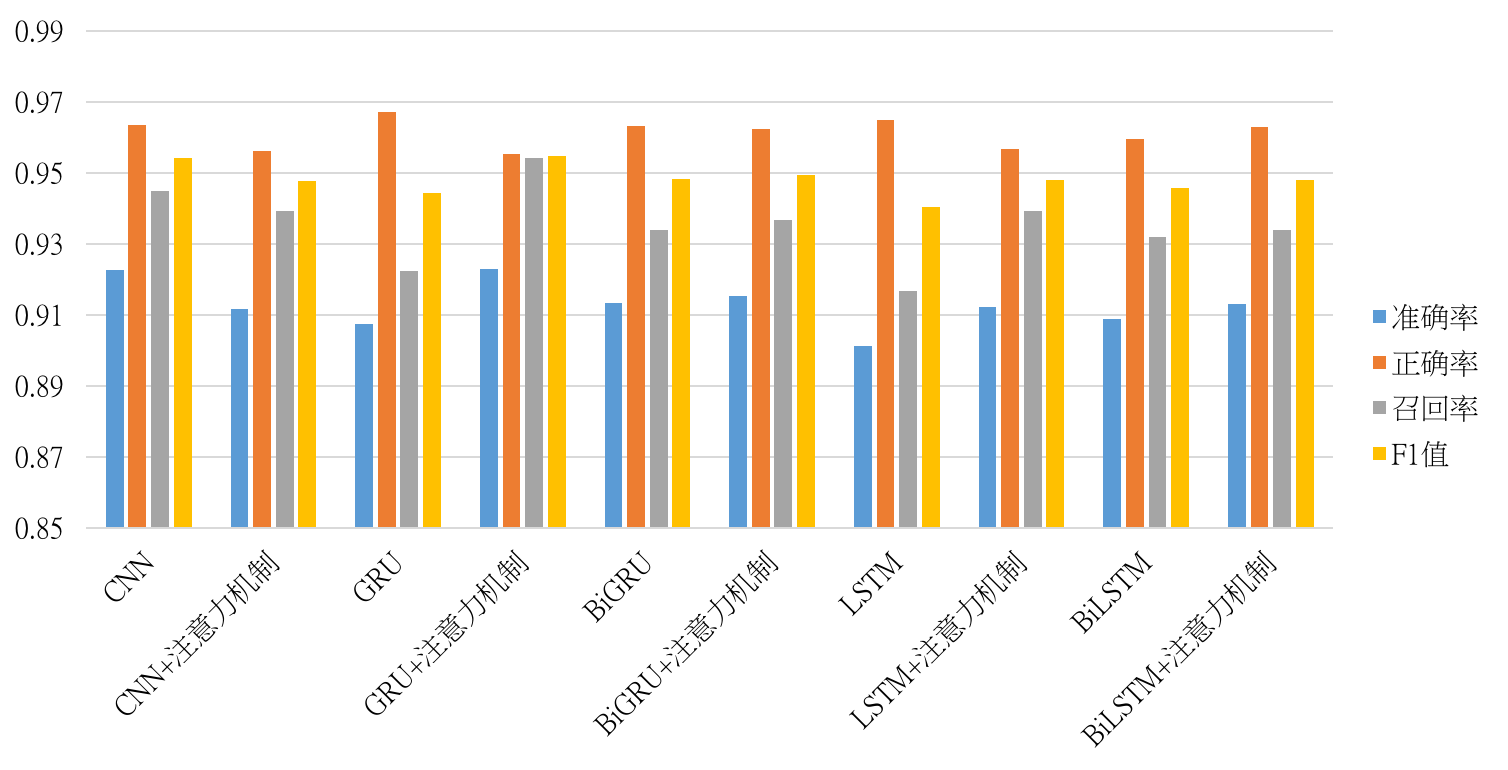 0.99
0.97
0.95
0.93
0.91
0.89
0.87
0.85
CNN
CNN+注意力机制
GRU
GRU+注意力机制
BiGRU
BiGRU+注意力机制
LSTM
LSTM+注意力机制
BiLSTM
BiLSTM+注意力机制
准确率
正确率
召回率
F1值